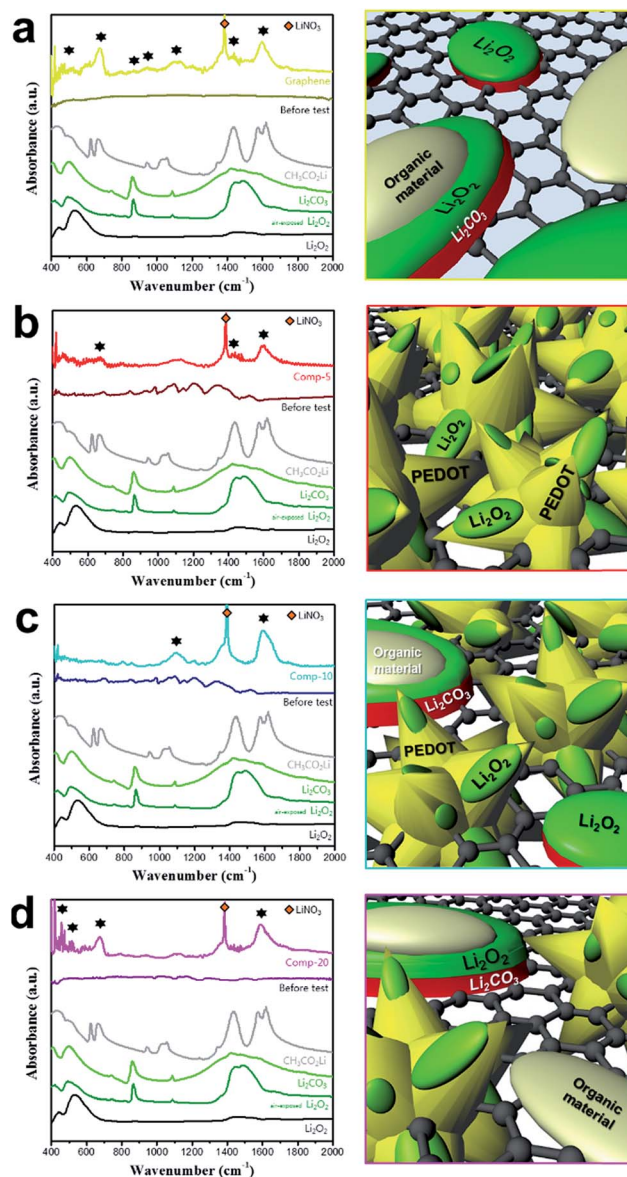 a
LiNO₃
Graphene
Before test
CH₃CO₂Li
Li₂CO₃
air-exposed Li₂O₂
Li₂O₂
Absorbance (a.u.)
400 600 800 1000 1200 1400 1600 1800 2000
Wavenumber (cm⁻¹)
Li₂O₂
Organic
material
Li₂O₂
Li₂CO₃
b
LiNO₃
Comp-5
Before test
CH₃CO₂Li
Li₂CO₃
air-exposed Li₂O₂
Li₂O₂
Absorbance (a.u.)
400 600 800 1000 1200 1400 1600 1800 2000
Wavenumber (cm⁻¹)
Li₂O₂
PEDOT
PEDOT
Li₂O₂
c
LiNO₃
Comp-10
Before test
CH₃CO₂Li
Li₂CO₃
air-exposed Li₂O₂
Li₂O₂
Absorbance (a.u.)
400 600 800 1000 1200 1400 1600 1800 2000
Wavenumber (cm⁻¹)
Organic
material
Li₂CO₃
PEDOT
Li₂O₂
Li₂O₂
d
LiNO₃
Comp-20
Before test
CH₃CO₂Li
Li₂CO₃
air-exposed Li₂O₂
Li₂O₂
Absorbance (a.u.)
400 600 800 1000 1200 1400 1600 1800 2000
Wavenumber (cm⁻¹)
Li₂O₂
Li₂CO₃
Organic
material